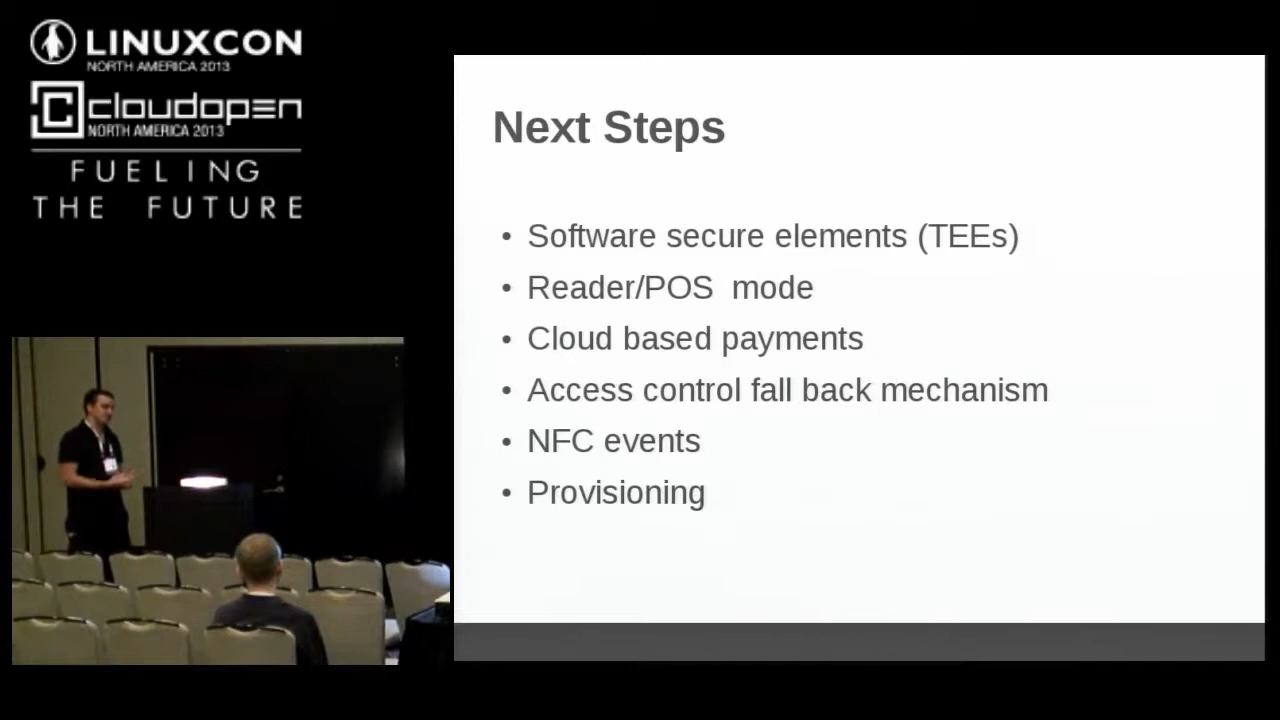 LINUXCON
NORTH AMERICA 2013
cloudopen
NORTH AMERICA 2013
FUELING
THE FUTURE
Next Steps
• Software secure elements (TEEs)
• Reader/POS mode
• Cloud based payments
• Access control fall back mechanism
• NFC events
• Provisioning